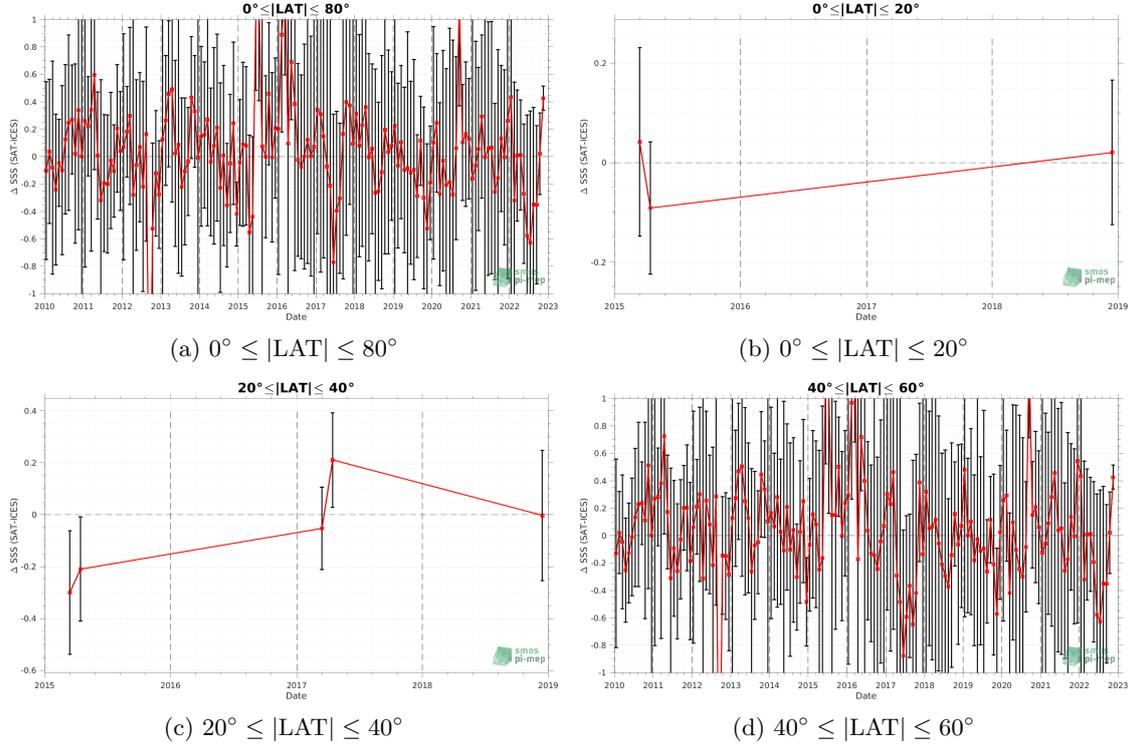 0°≤|LAT|≤ 80°
Δ SSS (SAT-ICES)
1
0.8
0.6
0.4
0.2
0
-0.2
-0.4
-0.6
-0.8
-1
2010 2011 2012 2013 2014 2015 2016 2017 2018 2019 2020 2021 2022 2023
Date
smos
pi-mep
(a) 0° ≤ |LAT| ≤ 80°
0°≤|LAT|≤ 20°
Δ SSS (SAT-ICES)
0.2
0
-0.2
2015 2016 2017 2018 2019
Date
smos
pi-mep
(b) 0° ≤ |LAT| ≤ 20°
20°≤|LAT|≤ 40°
Δ SSS (SAT-ICES)
0.4
0.2
0
-0.2
-0.4
-0.6
2015 2016 2017 2018 2019
Date
smos
pi-mep
(c) 20° ≤ |LAT| ≤ 40°
40°≤|LAT|≤ 60°
Δ SSS (SAT-ICES)
1
0.8
0.6
0.4
0.2
0
-0.2
-0.4
-0.6
-0.8
-1
2010 2011 2012 2013 2014 2015 2016 2017 2018 2019 2020 2021 2022 2023
Date
smos
pi-mep
(d) 40° ≤ |LAT| ≤ 60°